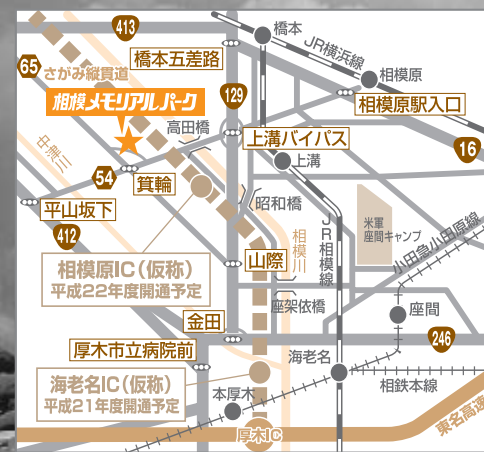 413
橋本
JR横浜線
橋本五差路
65
さがみ縦貫道
相模原
相模メモリアルパーク
129
相模原駅入口
高田橋
上溝バイパス
16
中津川
上溝
54
箕輪
昭和橋
平山坂下
米軍
座間キャンプ
小田急小田原線
412
相模川
JR相模線
山際
相模原IC（仮称）
平成22年度開通予定
座架依橋
座間
金田
246
厚木市立病院前
海老名
海老名IC（仮称）
平成21年度開通予定
本厚木
相鉄本線
東名高速
厚木IC